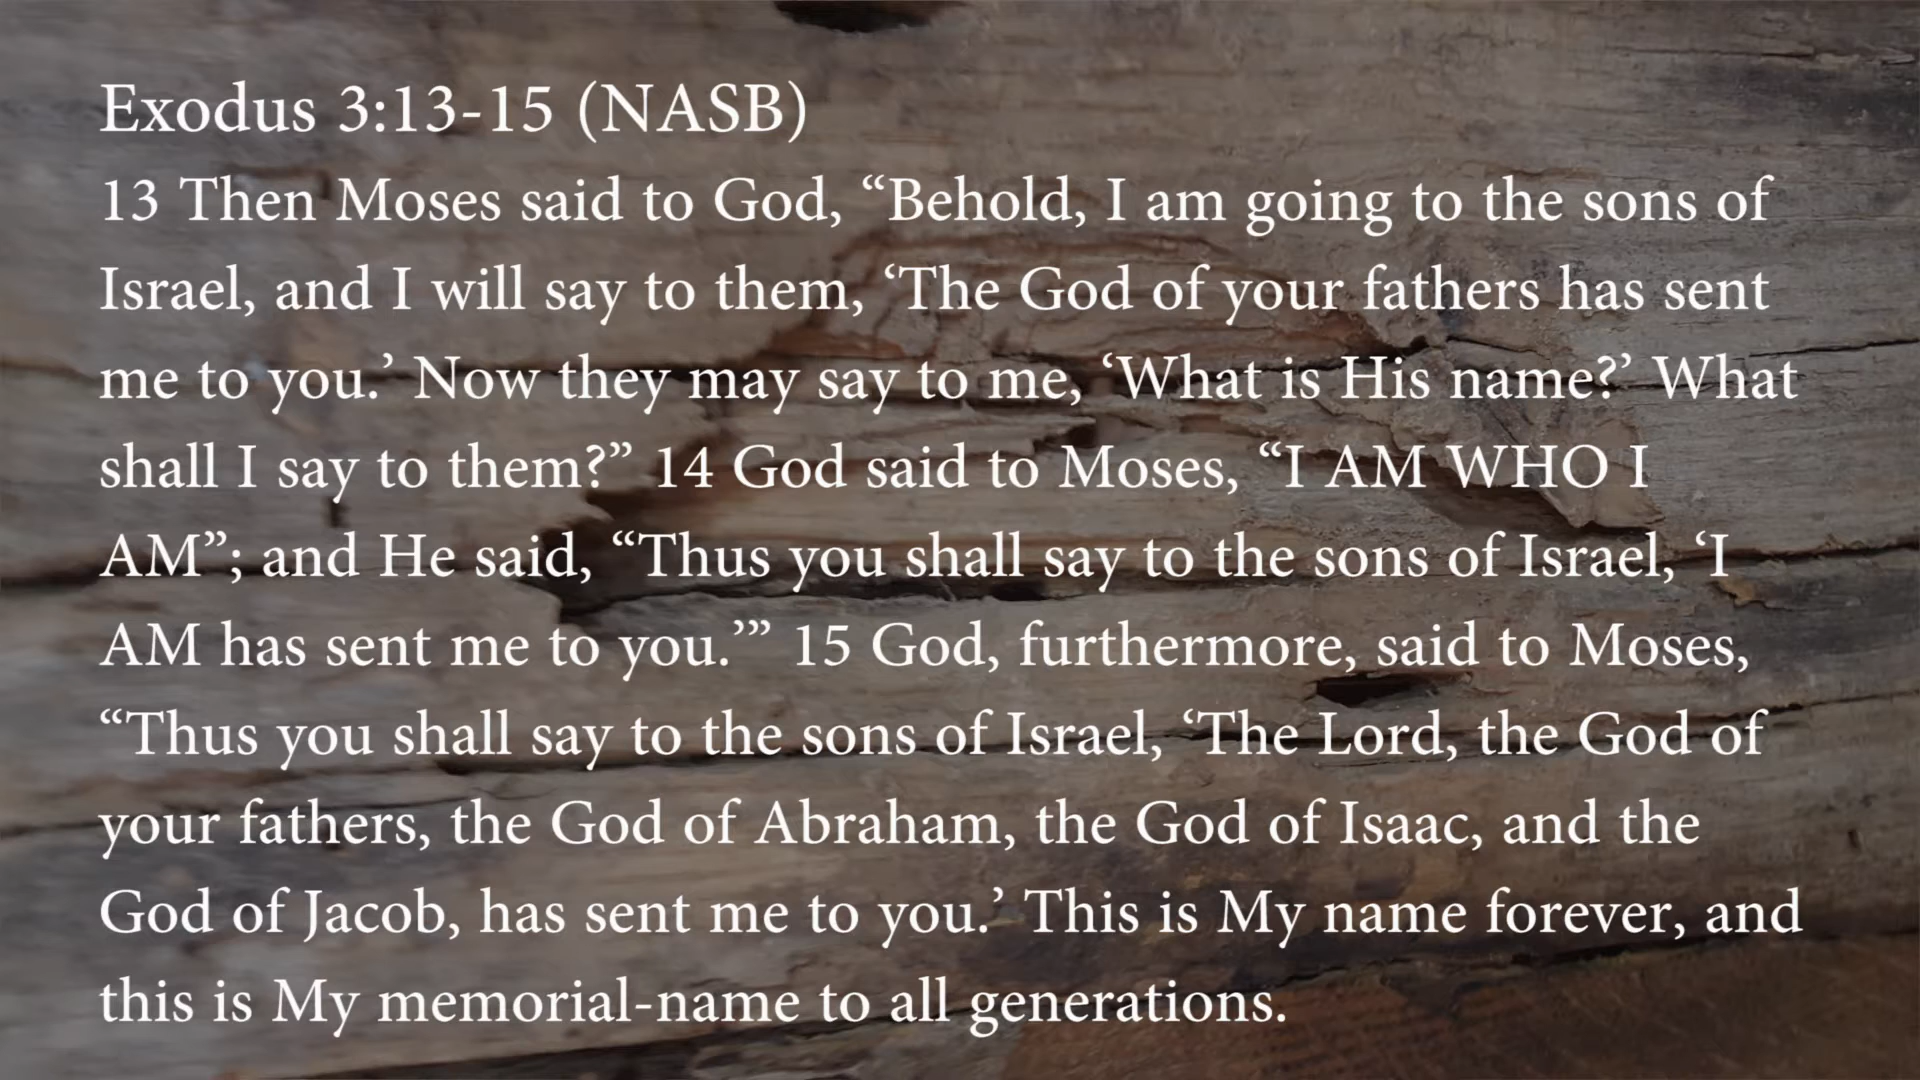 Exodus 3:13-15 (NASB)
13 Then Moses said to God, “Behold, I am going to the sons of
Israel, and I will say to them, ‘The God of your fathers has sent
me to you.’ Now they may say to me, ‘What is His name?’ What
shall I say to them?” 14 God said to Moses, “I AM WHO I
AM”; and He said, “Thus you shall say to the sons of Israel, ‘I
AM has sent me to you.’” 15 God, furthermore, said to Moses,
“Thus you shall say to the sons of Israel, ‘The Lord, the God of
your fathers, the God of Abraham, the God of Isaac, and the
God of Jacob, has sent me to you.’ This is My name forever, and
this is My memorial-name to all generations.